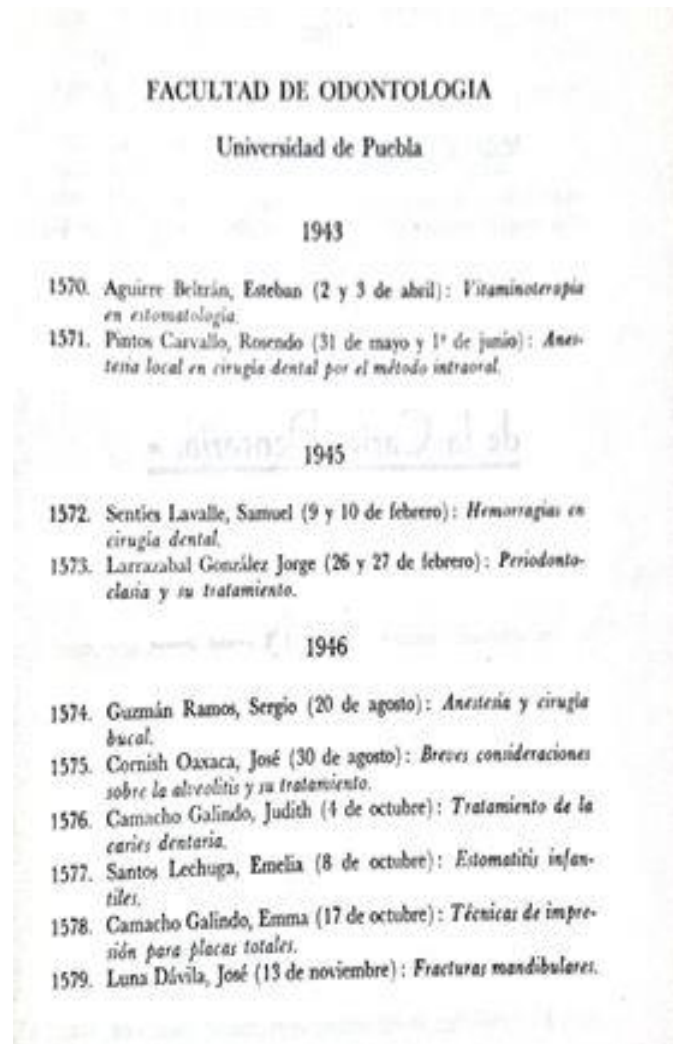 FACULTAD DE ODONTOLOGIA
Universidad de Puebla
1943
1570. Aguirre Beltrán, Esteban (2 y 3 de abril): Vitaminoterapia
en estomatología.
1571. Pintos Carvallo, Rosendo (31 de mayo y 1º de junio): Anes-
tesia local en cirugía dental por el método intraoral.
de la Caries Dentaria.
1945
1572. Sentíes Lavalle, Samuel (9 y 10 de febrero): Hemorragias en
cirugía dental.
1573. Larrazabal González Jorge (26 y 27 de febrero): Periodonto-
clasia y su tratamiento.
1946
1574. Guzmán Ramos, Sergio (20 de agosto): Anestesia y cirugía
bucal.
1575. Cornish Oaxaca, José (30 de agosto): Breves consideraciones
sobre la alveolitis y su tratamiento.
1576. Camacho Galindo, Judith (4 de octubre): Tratamiento de la
caries dentaria.
1577. Santos Lechuga, Emelia (8 de octubre): Estomatitis infan-
tiles.
1578. Camacho Galindo, Emma (17 de octubre): Técnicas de impre-
sión para placas totales.
1579. Luna Dávila, José (13 de noviembre): Fracturas mandibulares.